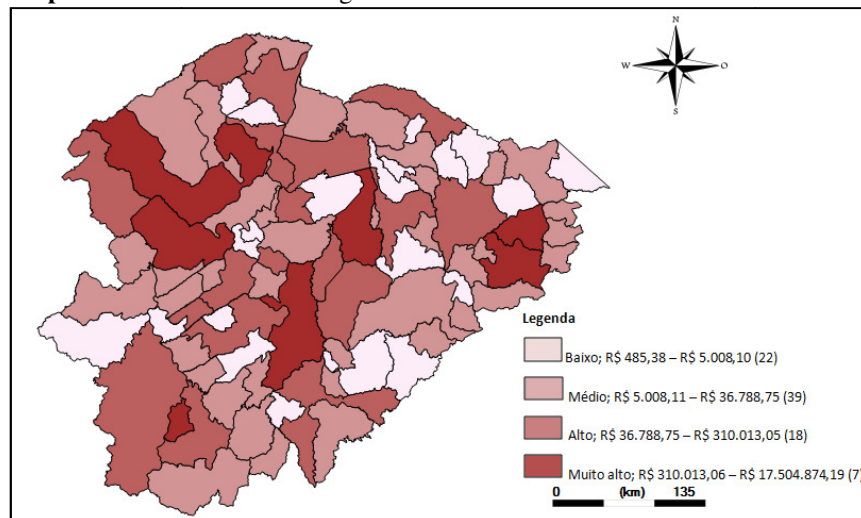 N
W O
S
Legenda
Baixo; R$ 485,38 – R$ 5.008,10 (22)
Médio; R$ 5.008,11 – R$ 36.788,75 (39)
Alto; R$ 36.788,75 – R$ 310.013,05 (18)
Muito alto; R$ 310.013,06 – R$ 17.504.874,19 (7)
0 (km) 135